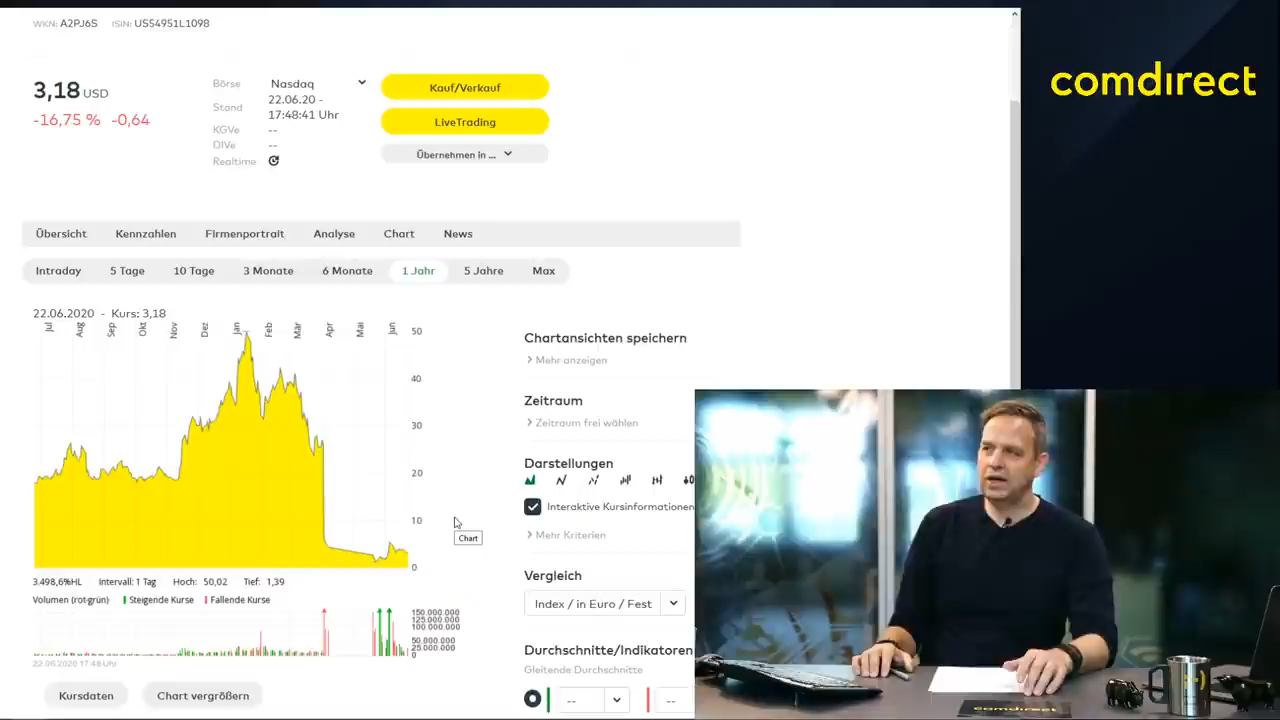 WKN: A2PJ6S ISIN: US54951L1098
comdirect
3,18 USD
-16,75 % -0,64
Börse Nasdaq
Stand 22.06.20 - 17:48:41 Uhr
KGVe --
DIVe --
Realtime
Kauf/Verkauf
LiveTrading
Übernehmen in ...
Übersicht Kennzahlen Firmenportrait Analyse Chart News
Intraday 5 Tage 10 Tage 3 Monate 6 Monate 1 Jahr 5 Jahre Max
22.06.2020 - Kurs: 3,18
Jul Aug Sep Okt Nov Dez Jan Feb Mär Apr Mai Jun
50
40
30
20
10
0
Chart
3.498,6%HL Intervall: 1 Tag Hoch: 50,02 Tief: 1,39
Volumen (rot-grün) Steigende Kurse Fallende Kurse
150.000.000
125.000.000
100.000.000
50.000.000
25.000.000
0
22.06.2020 17:48 Uhr
Kursdaten Chart vergrößern
Chartansichten speichern
Mehr anzeigen
Zeitraum
Zeitraum frei wählen
Darstellungen
Interaktive Kursinformationen
Mehr Kriterien
Vergleich
Index / in Euro / Fest
Durchschnitte/Indikatoren
Gleitende Durchschnitte
-- --
comdirect